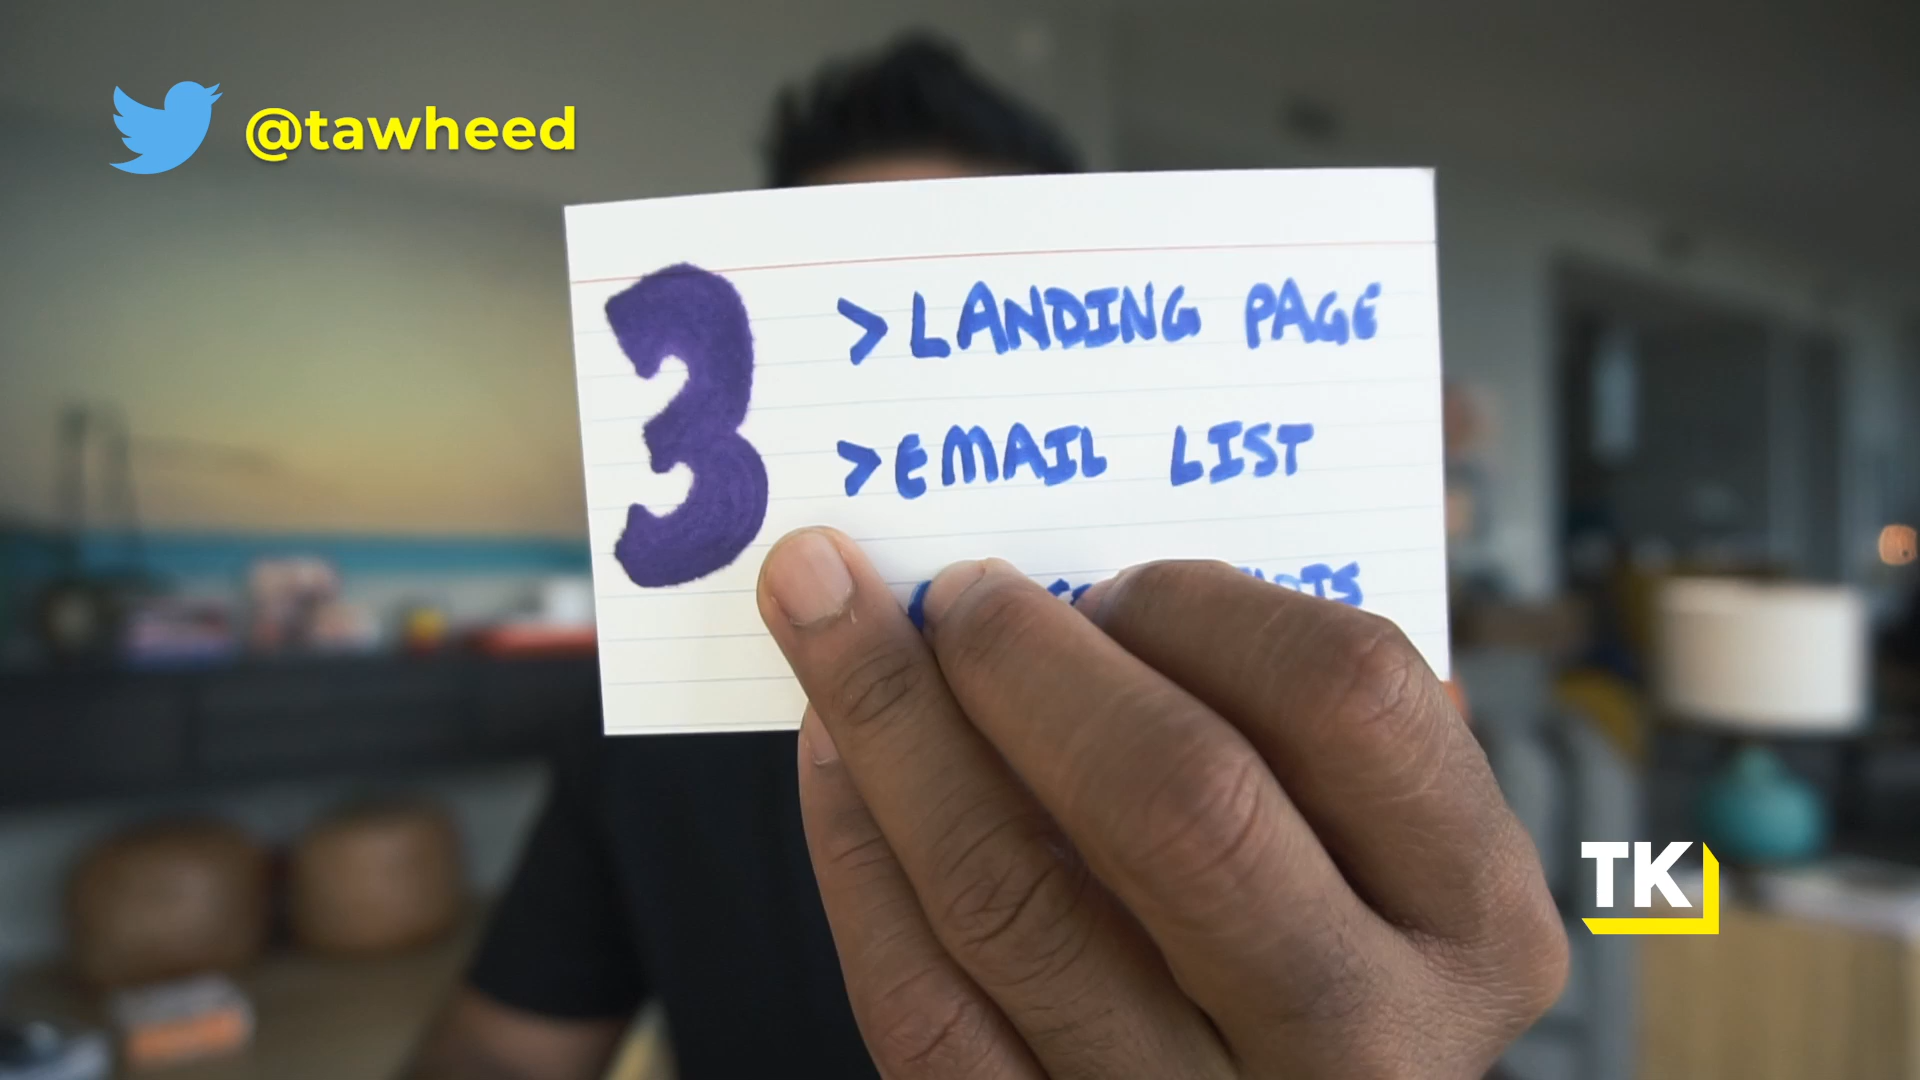 @tawheed
3
> LANDING PAGE
> EMAIL LIST
TK